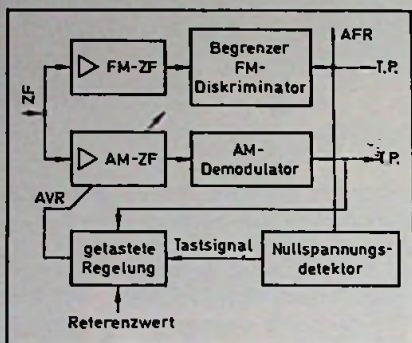 AFR
ZF
FM-ZF
Begrenzer
FM-
Diskriminator
T.P.
AM-ZF
AM-
Demodulator
T.P.
AVR
getastete
Regelung
Tastsignal
Nullspannungs-
detektor
Referenzwert